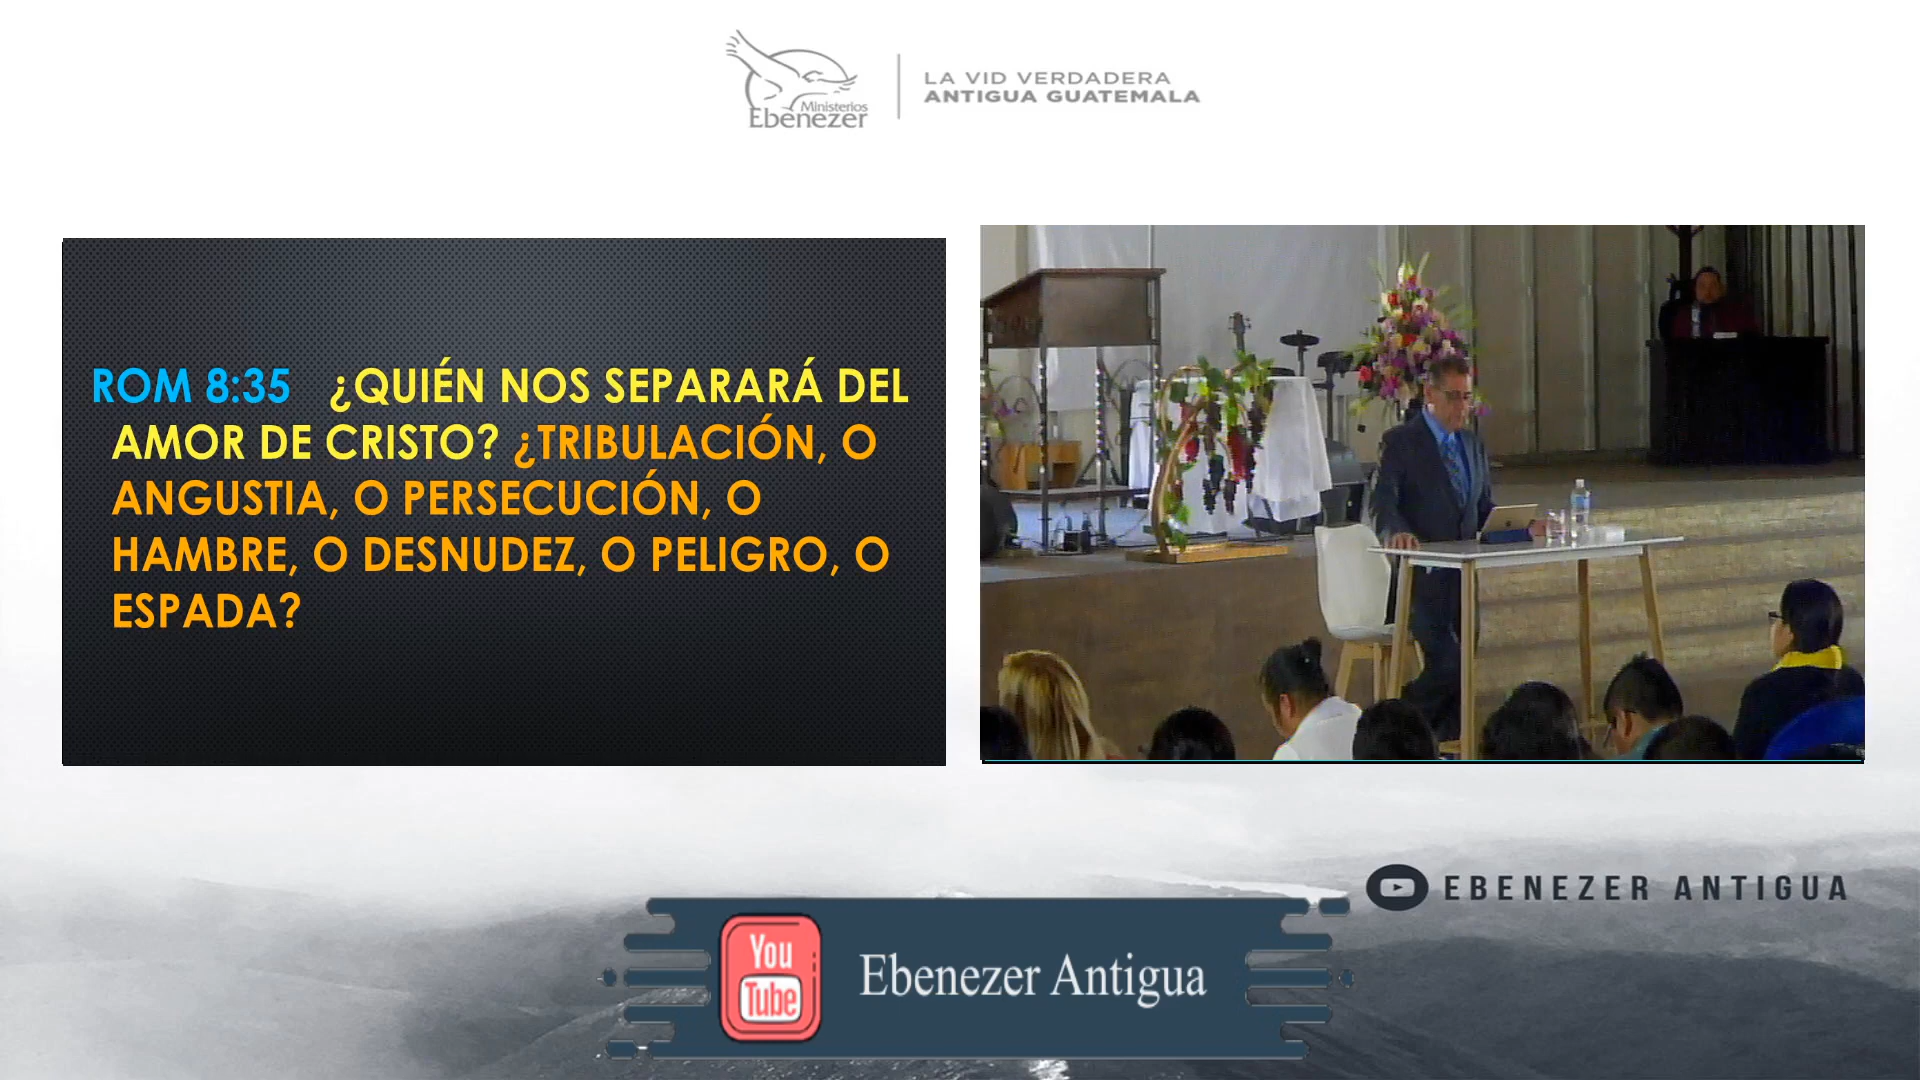 Ministerios
Ebenezer
LA VID VERDADERA
ANTIGUA GUATEMALA
ROM 8:35 ¿QUIÉN NOS SEPARARÁ DEL
AMOR DE CRISTO? ¿TRIBULACIÓN, O
ANGUSTIA, O PERSECUCIÓN, O
HAMBRE, O DESNUDEZ, O PELIGRO, O
ESPADA?
EBENEZER ANTIGUA
You
Tube
Ebenezer Antigua